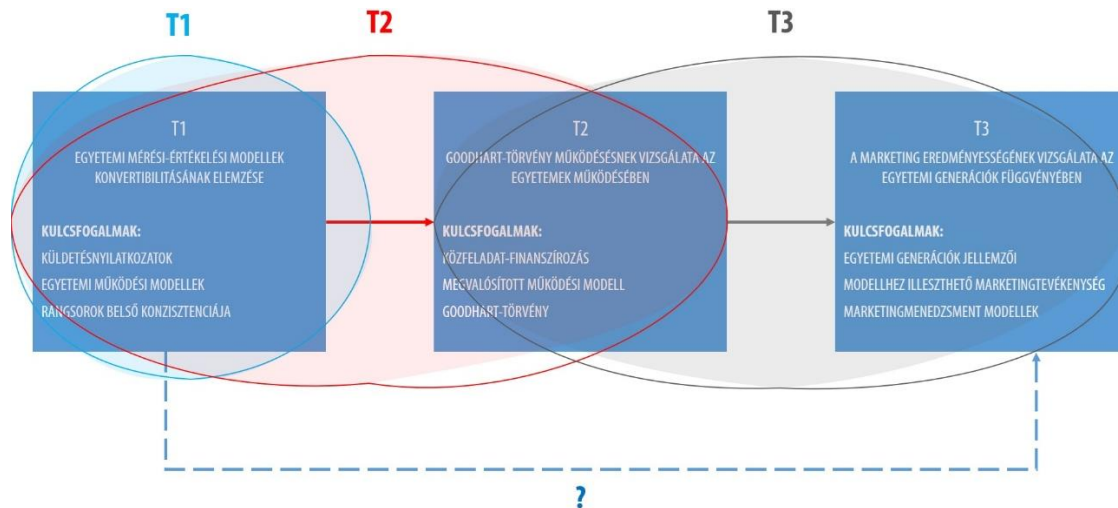 T1
T2
T3
T1
EGYETEMI MÉRÉSI-ÉRTÉKELÉSI MODELLEK
KONVERTIBILITÁSÁNAK ELEMZÉSE
KULCSFOGALMAK:
KÜLDETÉSNYILATKOZATOK
EGYETEMI MŰKÖDÉSI MODELLEK
RANGSOROK BELSŐ KONZISZTENCIÁJA
T2
GOODHART-TÖRVÉNY MŰKÖDÉSÉSNEK VIZSGÁLATA AZ
EGYETEMEK MŰKÖDÉSÉBEN
KULCSFOGALMAK:
KÖZFELADAT-FINANSZÍROZÁS
MEGVALÓSÍTOTT MŰKÖDÉSI MODELL
GOODHART-TÖRVÉNY
T3
A MARKETING EREDMÉNYESSÉGÉNEK VIZSGÁLATA AZ
EGYETEMI GENERÁCIÓK FÜGGVÉNYÉBEN
KULCSFOGALMAK:
EGYETEMI GENERÁCIÓK JELLEMZŐI
MODELLHEZ ILLESZTHETŐ MARKETINGTEVÉKENYSÉG
MARKETINGMENEDZSMENT MODELLEK
?